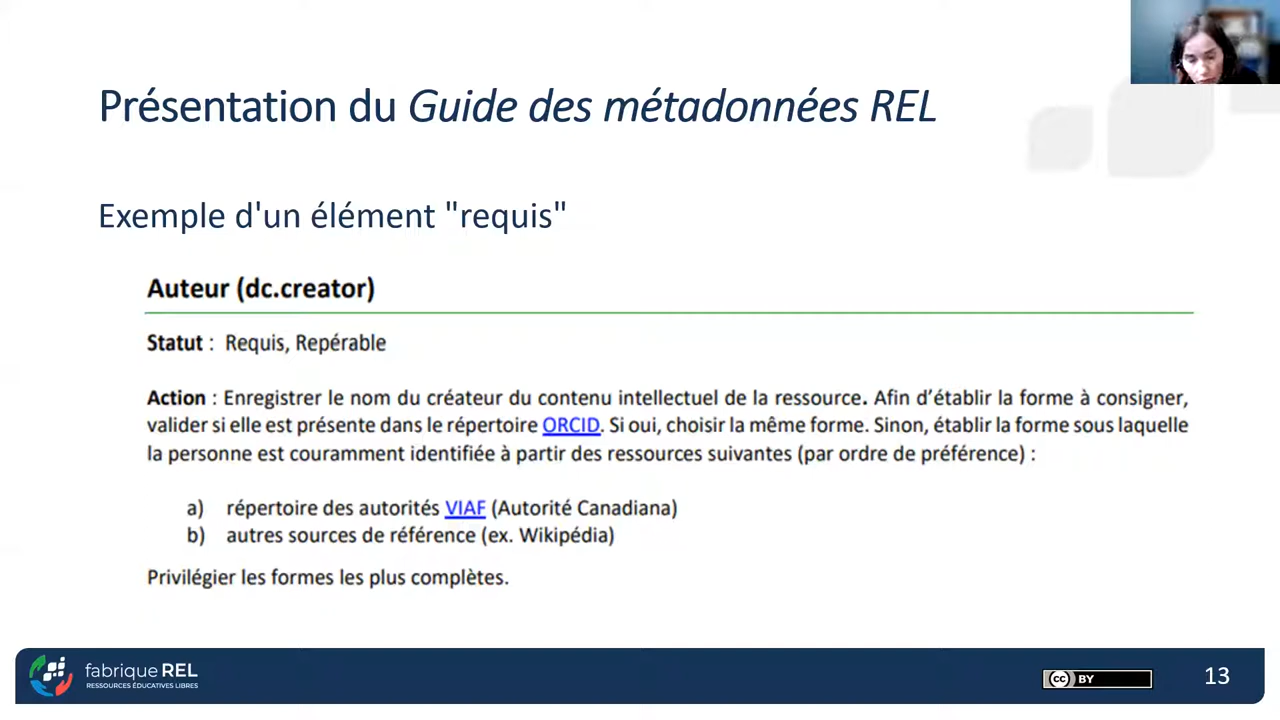 Présentation du Guide des métadonnées REL
Exemple d'un élément "requis"
Auteur (dc.creator)
Statut : Requis, Repérable
Action : Enregistrer le nom du créateur du contenu intellectuel de la ressource. Afin d’établir la forme à consigner,
valider si elle est présente dans le répertoire ORCID. Si oui, choisir la même forme. Sinon, établir la forme sous laquelle
la personne est couramment identifiée à partir des ressources suivantes (par ordre de préférence) :
a) répertoire des autorités VIAF (Autorité Canadiana)
b) autres sources de référence (ex. Wikipédia)
Privilégier les formes les plus complètes.
fabrique REL
RESSOURCES ÉDUCATIVES LIBRES
cc BY
13